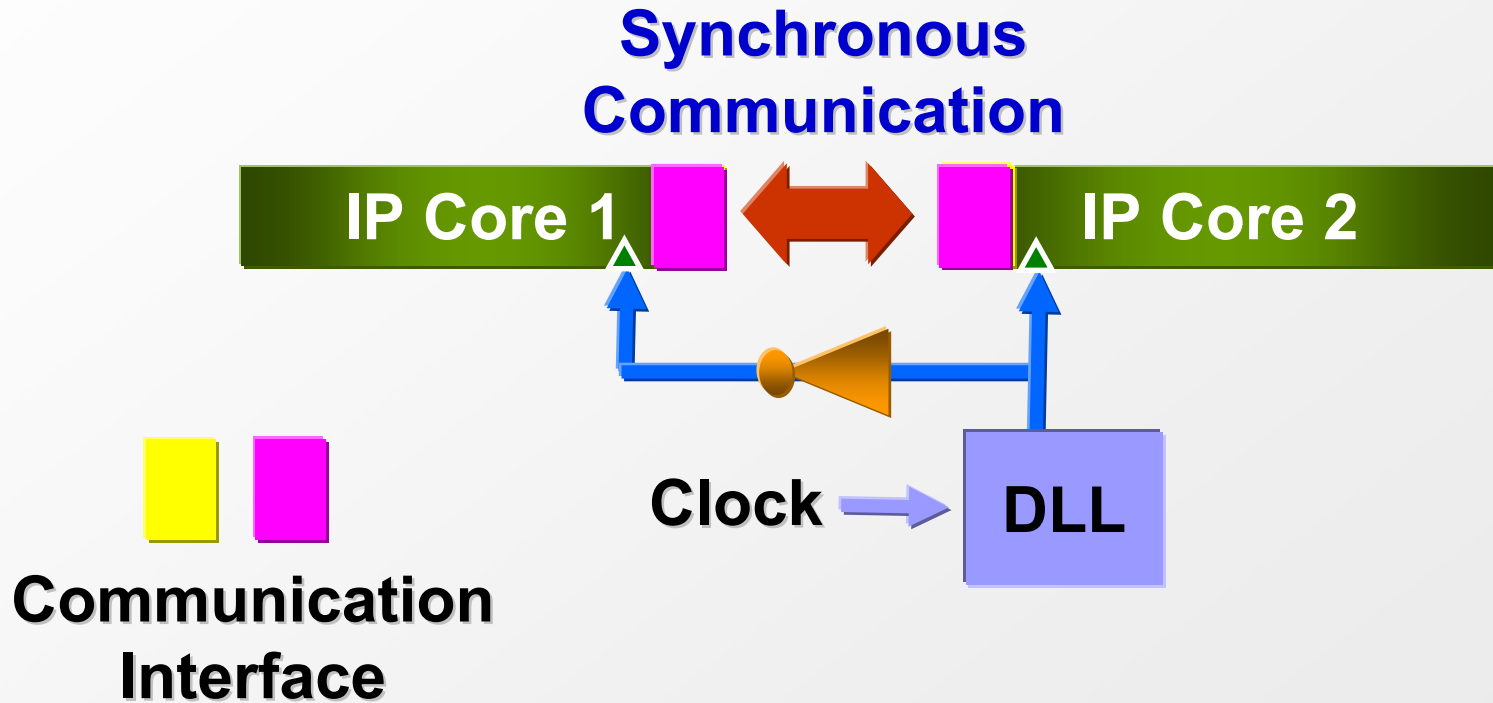 Synchronous
Communication
IP Core 1
IP Core 2
Clock
DLL
Communication
Interface